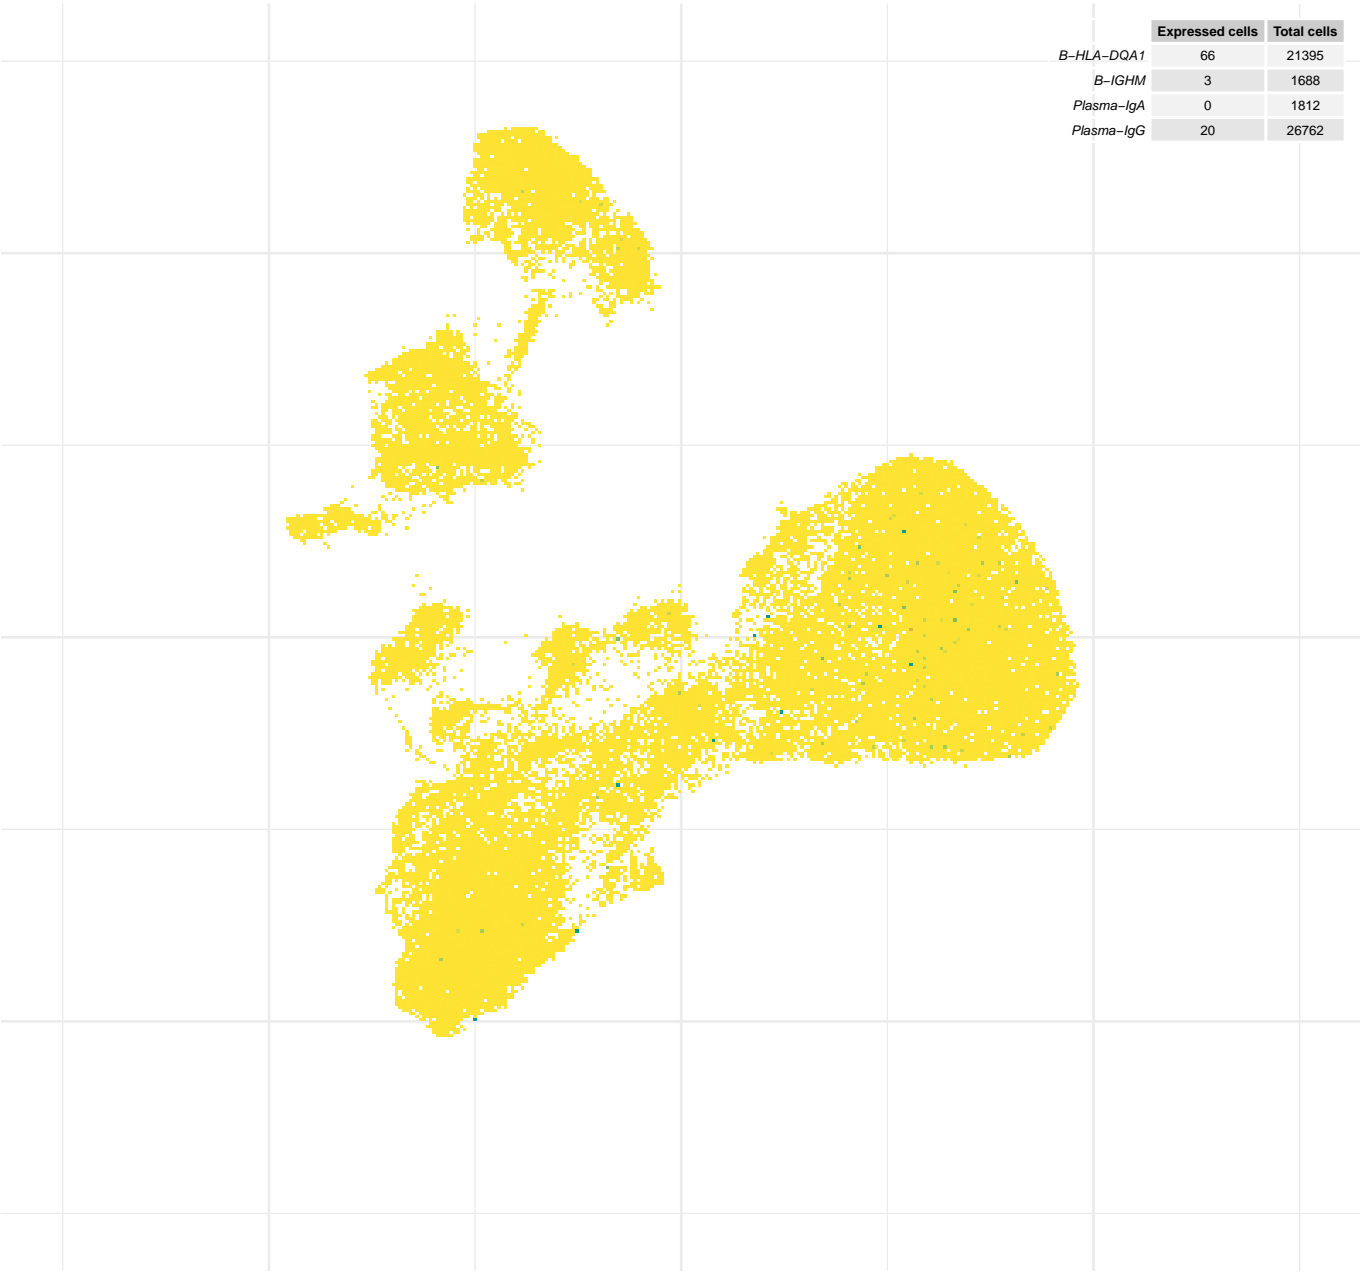 Expressed cells Total cells
B−HLA−DQA1 66 21395
B−IGHM 3 1688
Plasma−IgA 0 1812
Plasma−IgG 20 26762